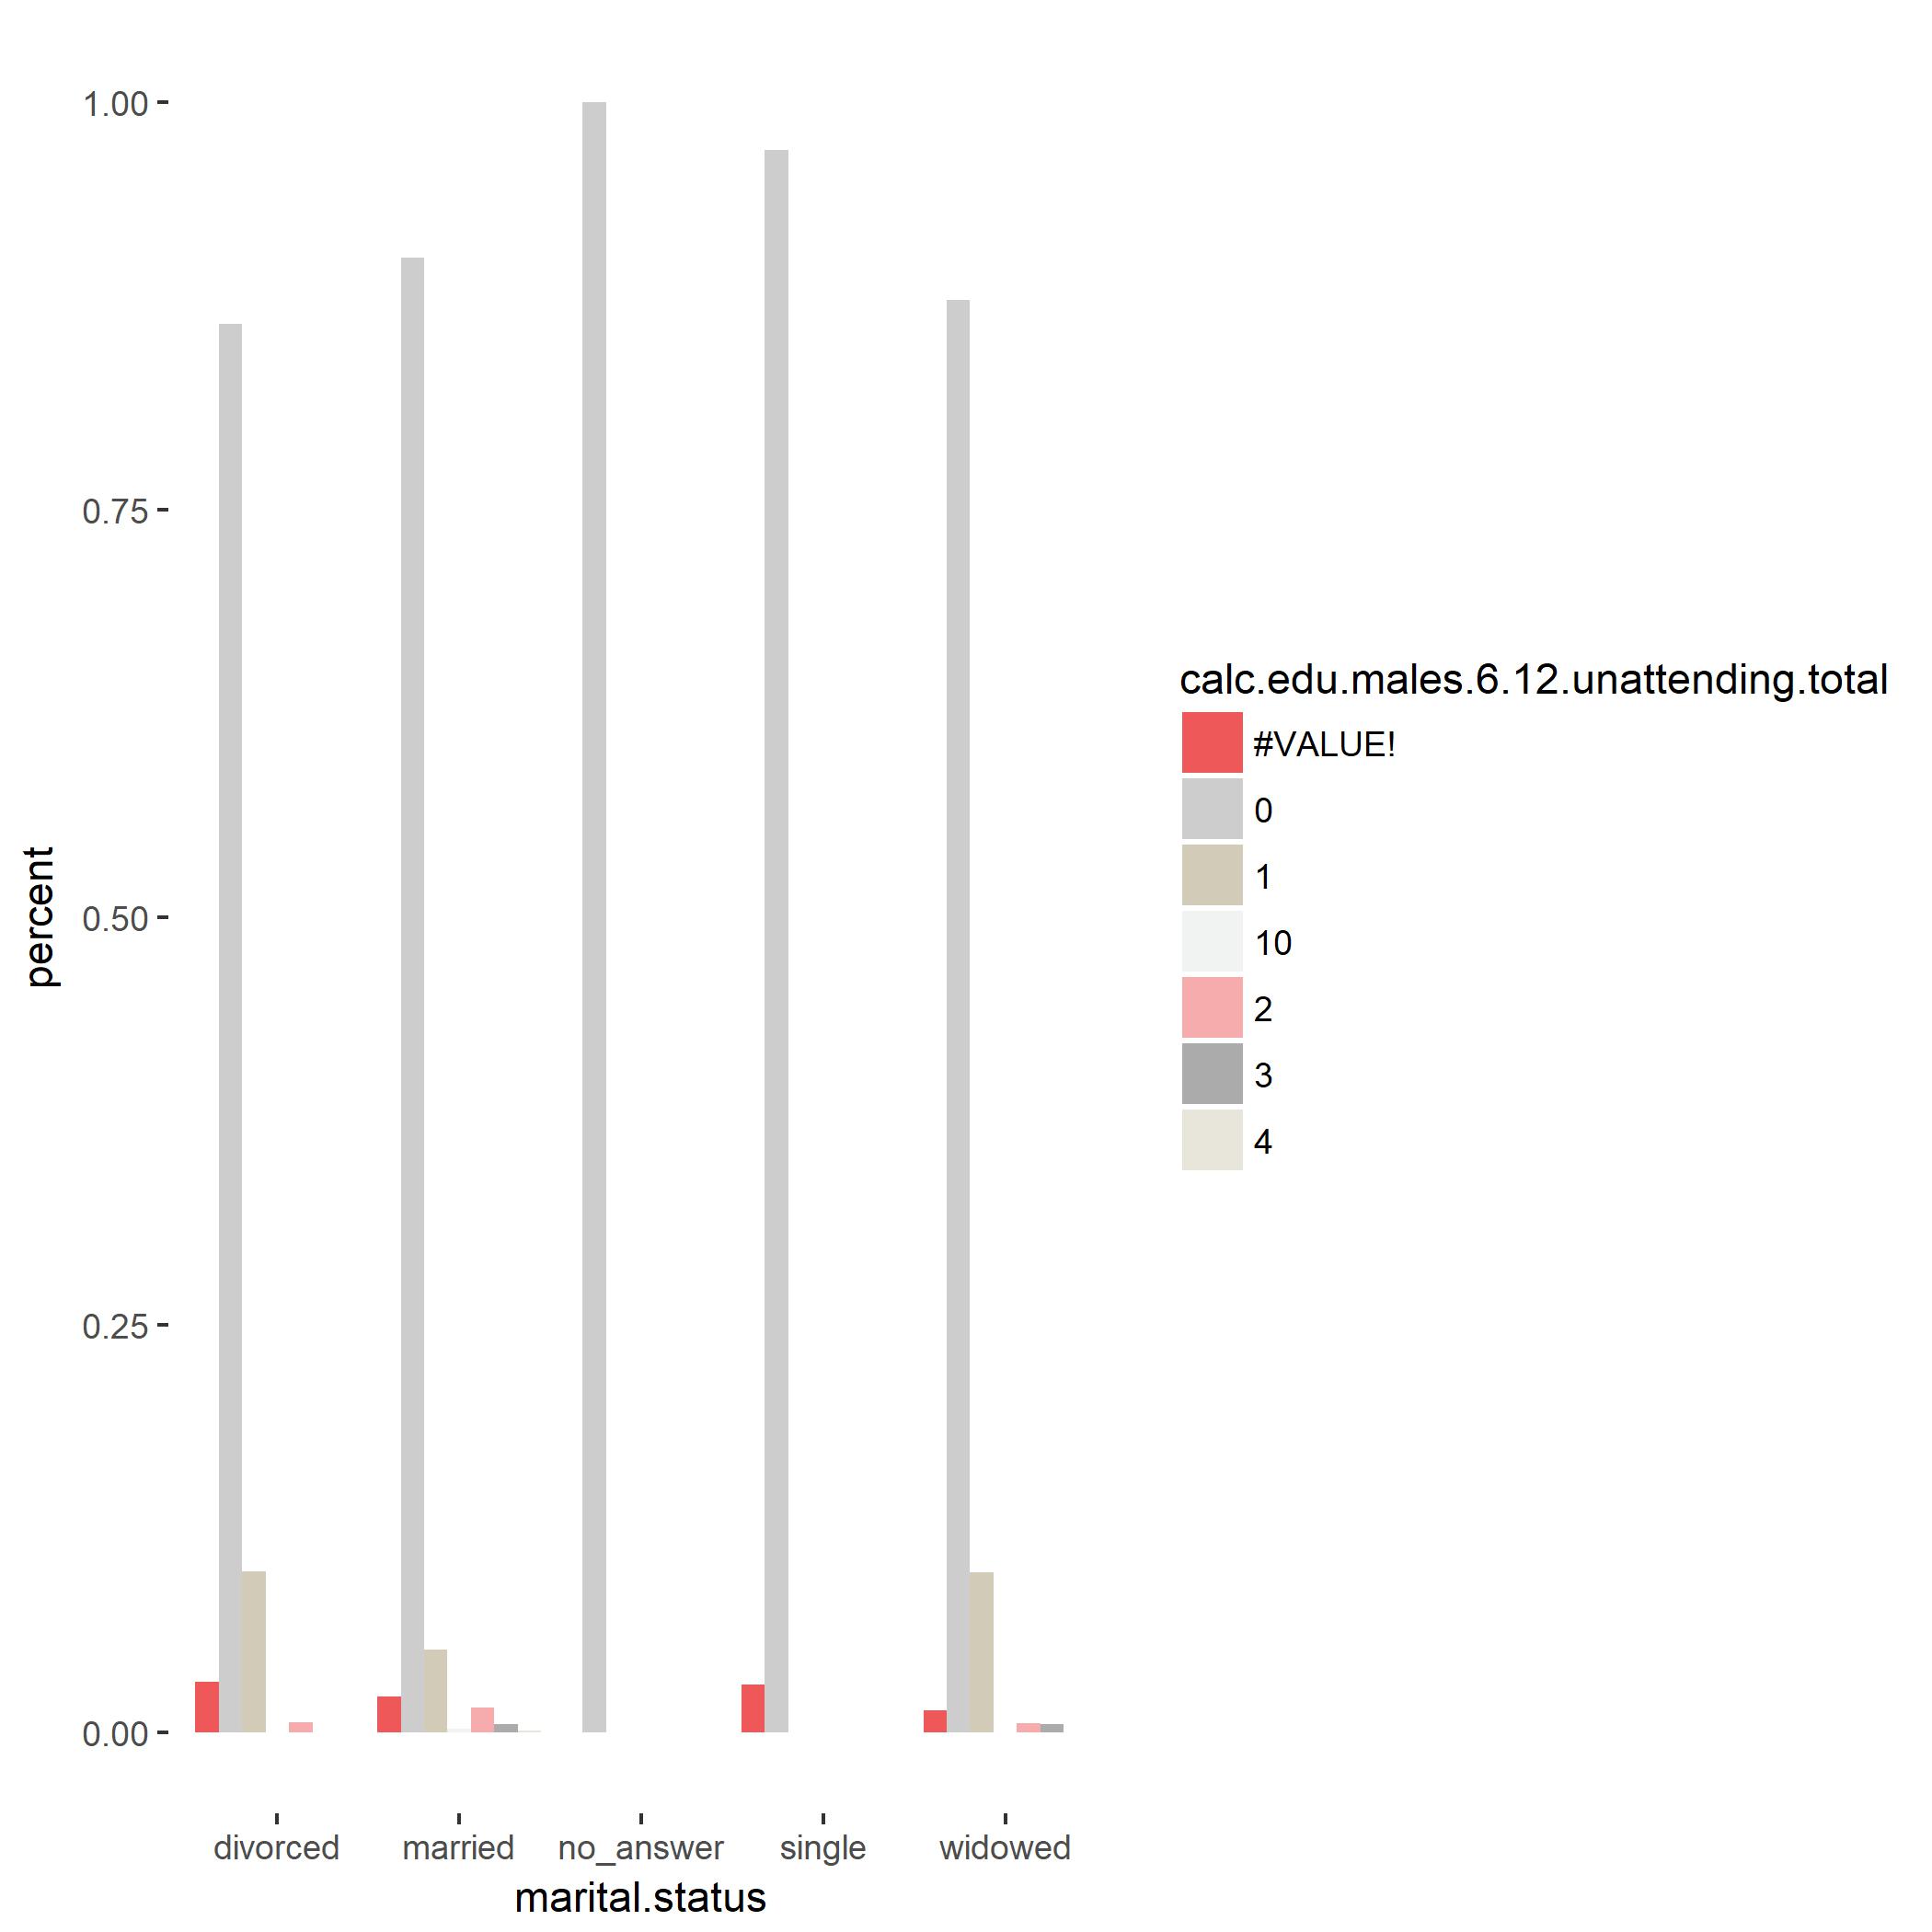 1.00
0.75
0.50
0.25
0.00
percent
divorced
married
no_answer
single
widowed
marital.status
calc.edu.males.6.12.unattending.total
#VALUE!
0
1
10
2
3
4